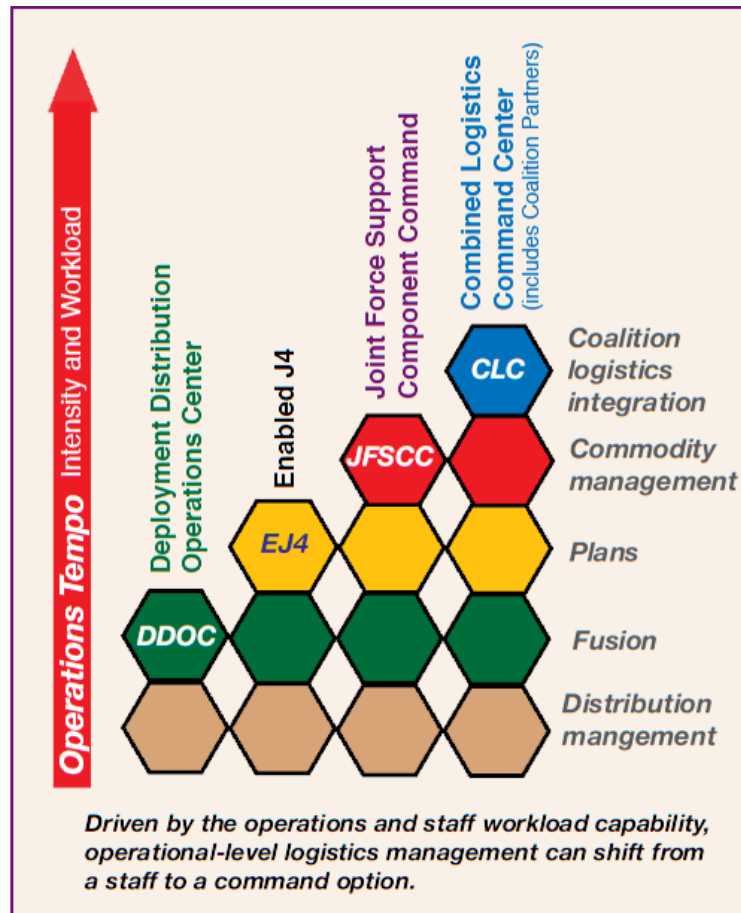 Operations Tempo Intensity and Workload
Deployment Distribution
Operations Center
Enabled J4
Joint Force Support
Component Command
Combined Logistics
Command Center
(includes Coalition Partners)
CLC
Coalition
logistics
integration
JFSCC
Commodity
management
EJ4
Plans
DDOC
Fusion
Distribution
mangement
Driven by the operations and staff workload capability,
operational-level logistics management can shift from
a staff to a command option.